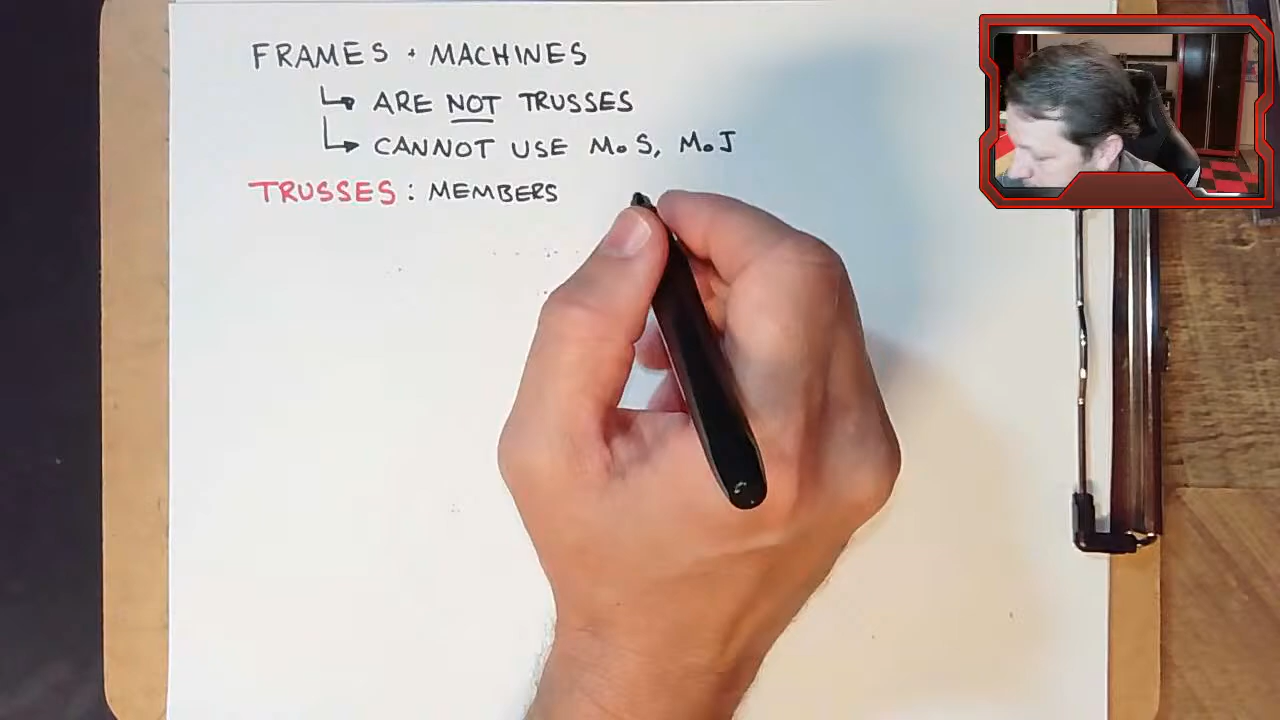 FRAMES + MACHINES
ARE NOT TRUSSES
CANNOT USE M.o S, M.o J
TRUSSES: MEMBERS